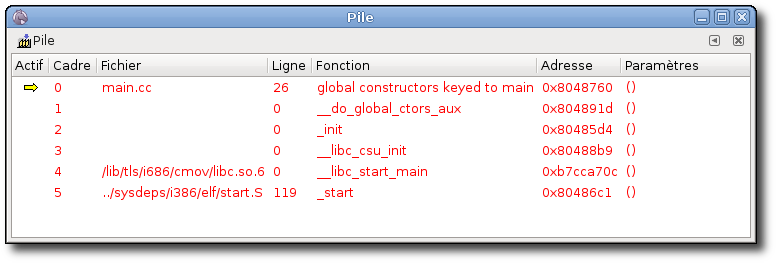 Pile
Pile
Actif Cadre Fichier Ligne Fonction Adresse Paramètres
0 main.cc 26 global constructors keyed to main 0x8048760 ()
1 0 __do_global_ctors_aux 0x804891d ()
2 0 _init 0x80485d4 ()
3 0 __libc_csu_init 0x80488b9 ()
4 /lib/tls/i686/cmov/libc.so.6 0 __libc_start_main 0xb7cca70c ()
5 ../sysdeps/i386/elf/start.S 119 _start 0x80486c1 ()